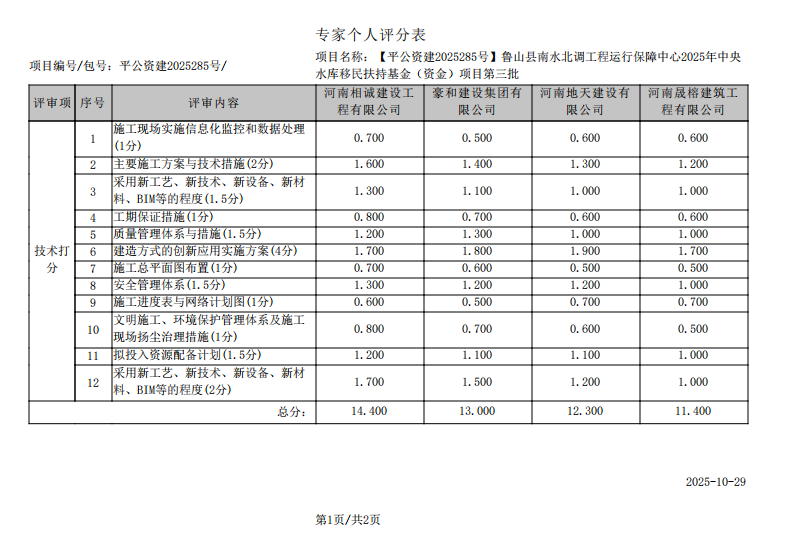 专家个人评分表
项目编号/包号: 平公资建2025285号/
项目名称: 【平公资建2025285号】鲁山县南水北调工程运行保障中心2025年中央
水库移民扶持基金（资金）项目第三批
评审项 序号 评审内容 河南相诚建设工程有限公司 豪和建设集团有限公司 河南地天建设有限公司 河南晟榕建筑工程有限公司
技术打分
1 施工现场实施信息化监控和数据处理(1分) 0.700 0.500 0.600 0.600
2 主要施工方案与技术措施(2分) 1.600 1.400 1.300 1.200
3 采用新工艺、新技术、新设备、新材料、BIM等的程度(1.5分) 1.300 1.100 1.000 1.000
4 工期保证措施(1分) 0.800 0.700 0.600 0.600
5 质量管理体系与措施(1.5分) 1.200 1.300 1.000 1.000
6 建造方式的创新应用实施方案(4分) 1.700 1.800 1.900 1.700
7 施工总平面图布置(1分) 0.700 0.600 0.500 0.500
8 安全管理体系(1.5分) 1.300 1.200 1.200 1.000
9 施工进度表与网络计划图(1分) 0.600 0.500 0.700 0.700
10 文明施工、环境保护管理体系及施工现场扬尘治理措施(1分) 0.800 0.700 0.600 0.500
11 拟投入资源配备计划(1.5分) 1.200 1.100 1.100 1.000
12 采用新工艺、新技术、新设备、新材料、BIM等的程度(2分) 1.700 1.500 1.200 1.000
总分: 14.400 13.000 12.300 11.400
2025-10-29
第1页/共2页